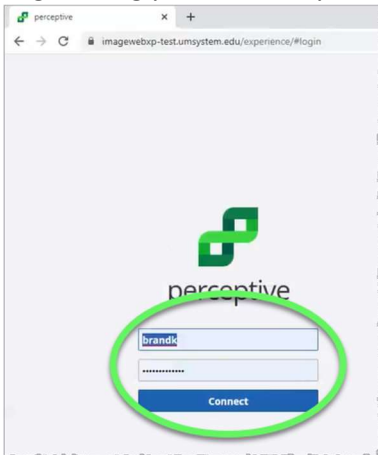 perceptive
imagewebxp-test.umsystem.edu/experience/#login
perceptive
brandk
•••••••••••••
Connect